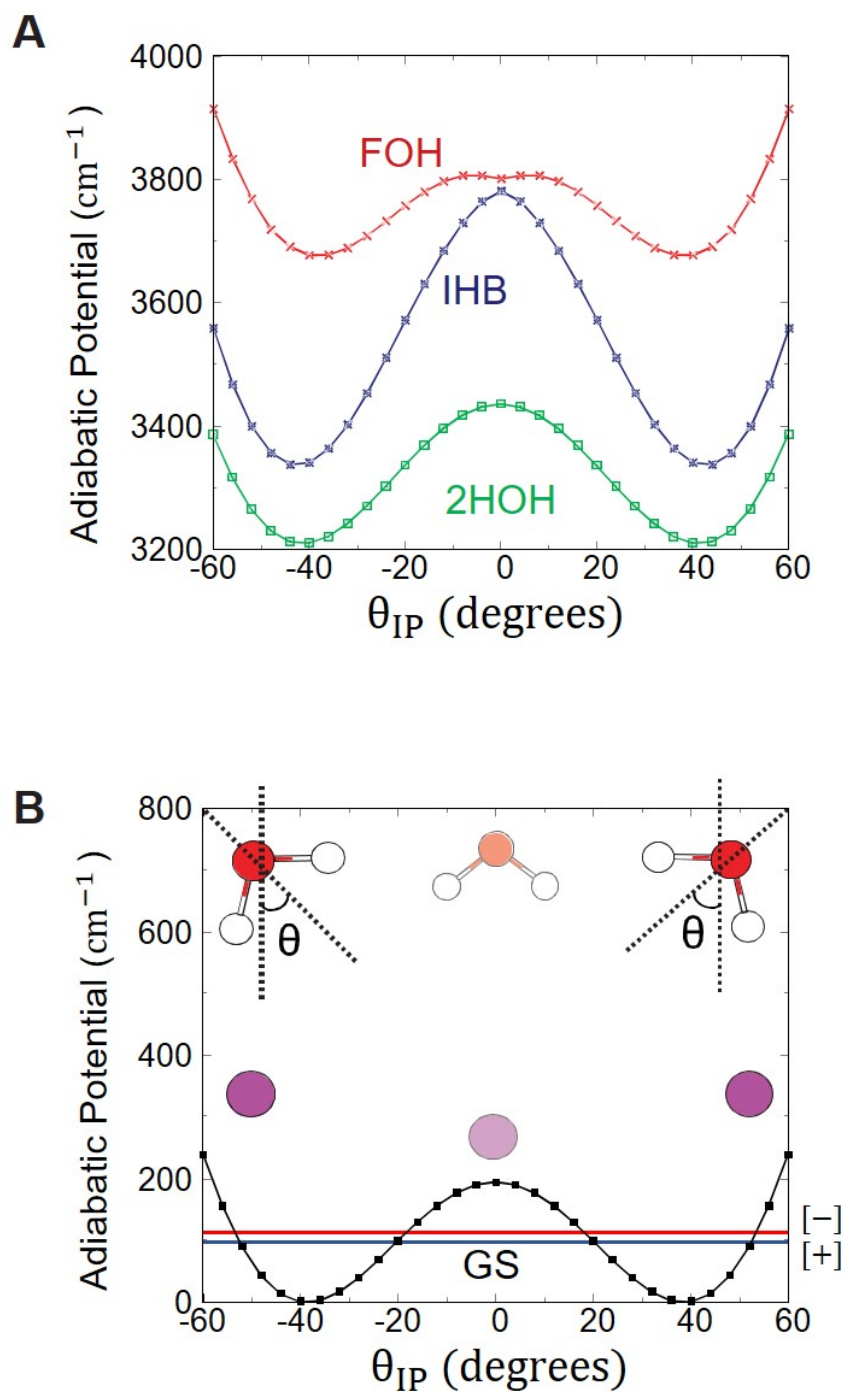 A
4000
3800
3600
3400
3200
Adiabatic Potential (cm⁻¹)
FOH
IHB
2HOH
-60 -40 -20 0 20 40 60
θ_IP (degrees)
B
800
600
400
200
0
Adiabatic Potential (cm⁻¹)
θ θ
[−]
[+]
GS
-60 -40 -20 0 20 40 60
θ_IP (degrees)